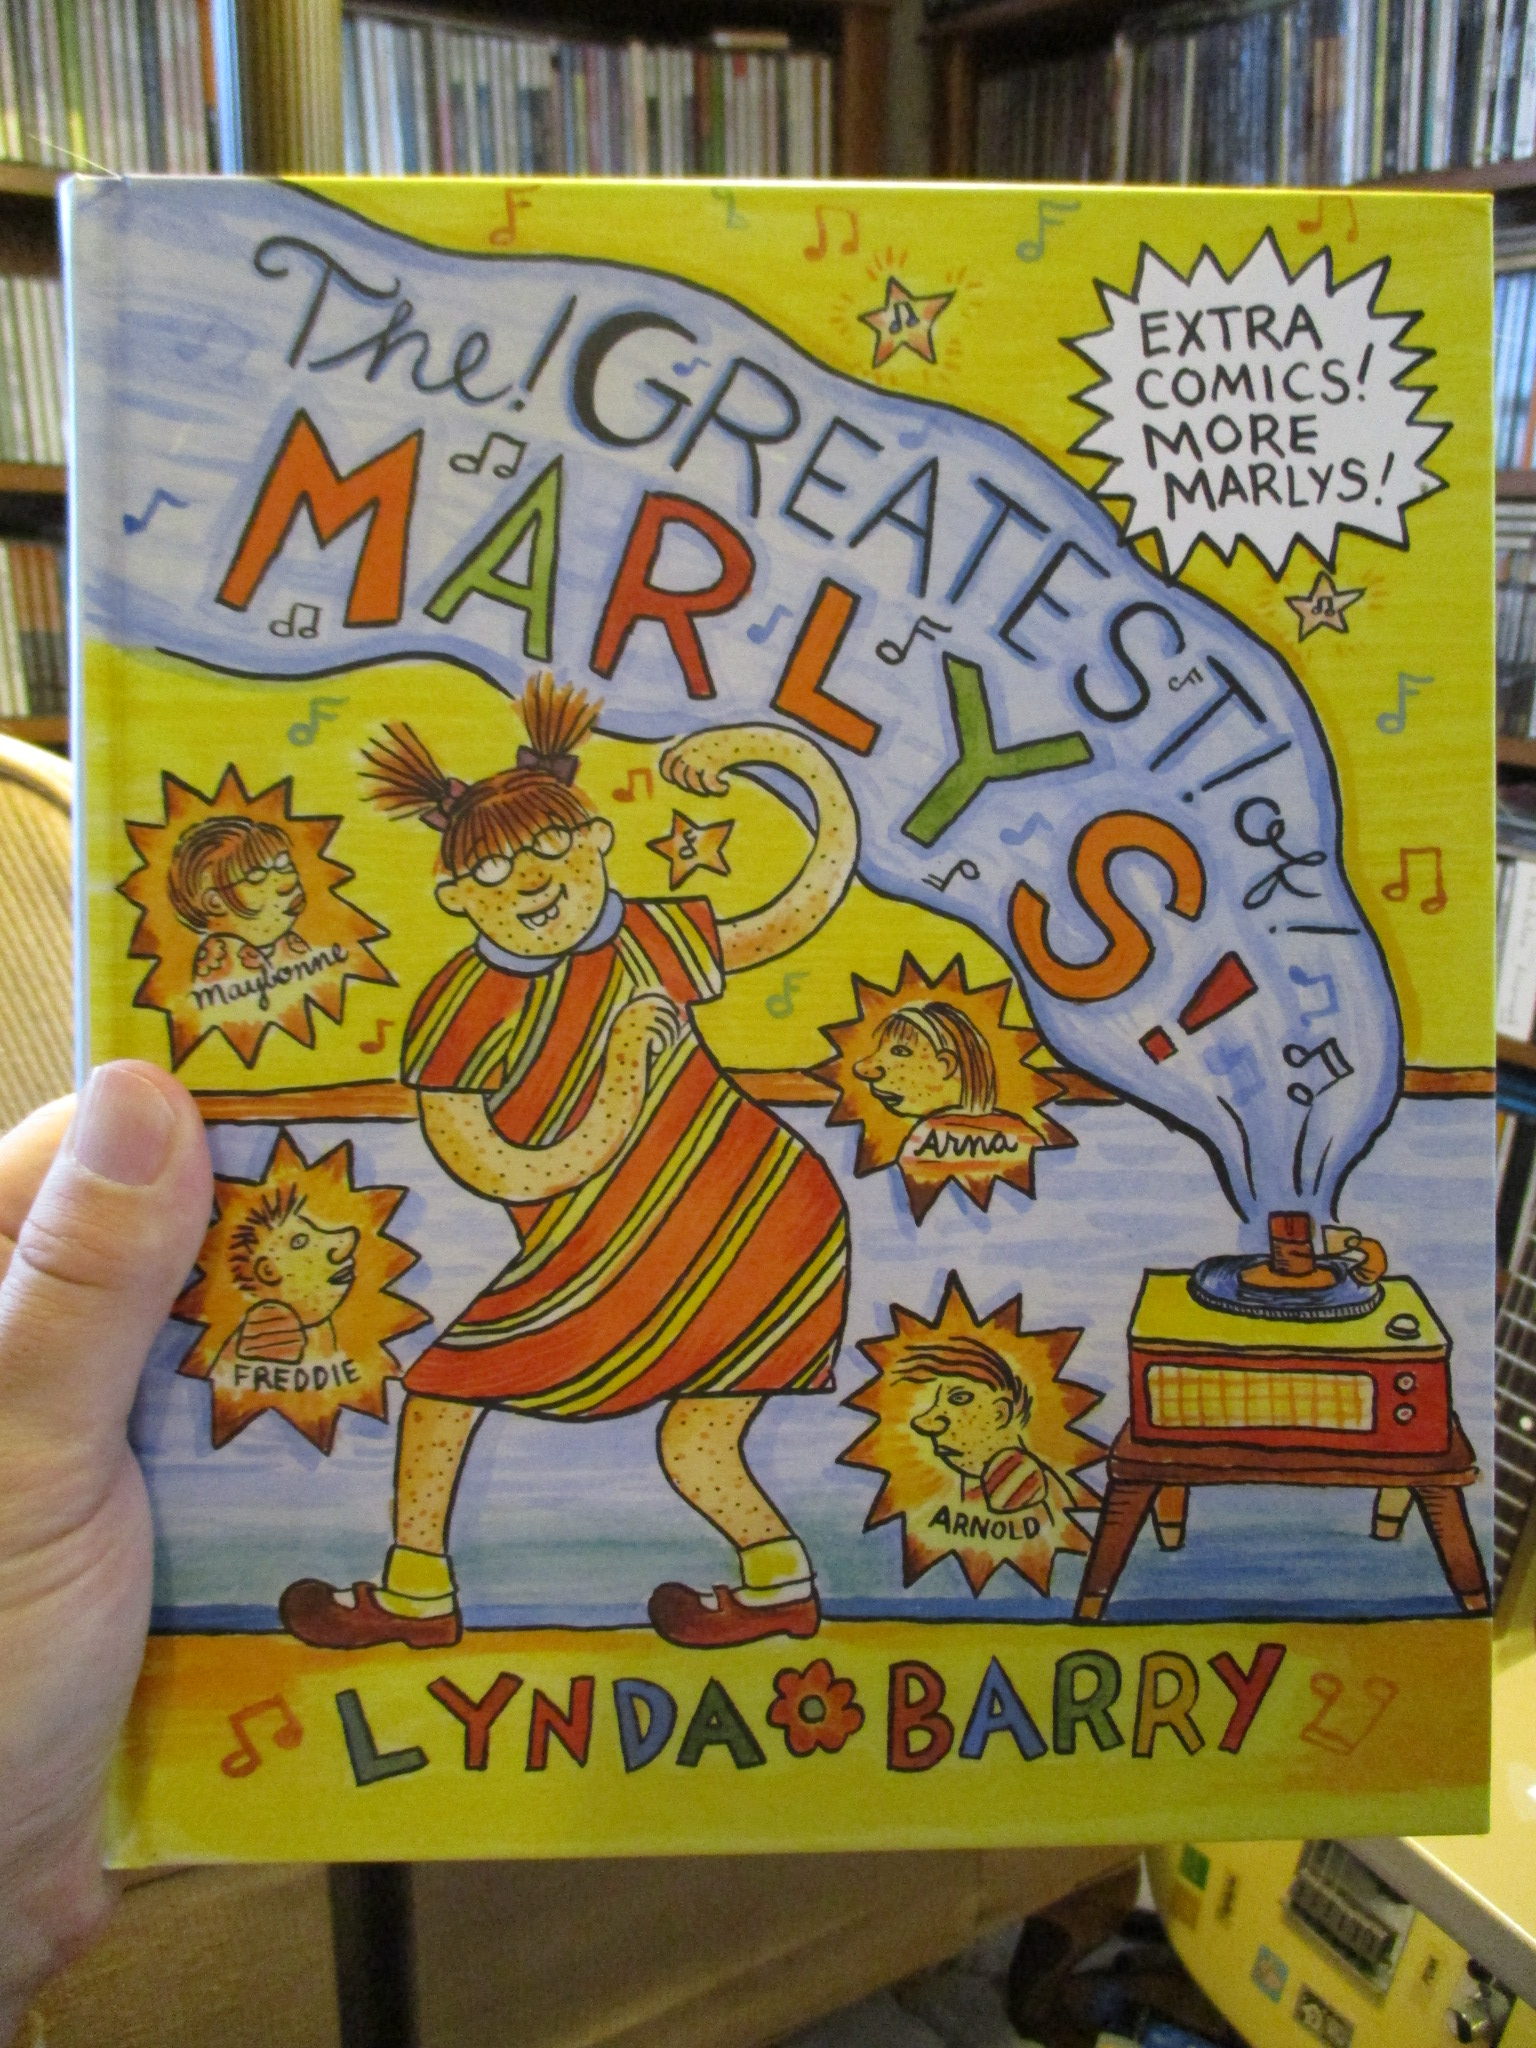 The! GREATEST! of!
MARLYS!
EXTRA
COMICS!
MORE
MARLYS!
Maybonne
Arna
FREDDIE
ARNOLD
LYNDA BARRY